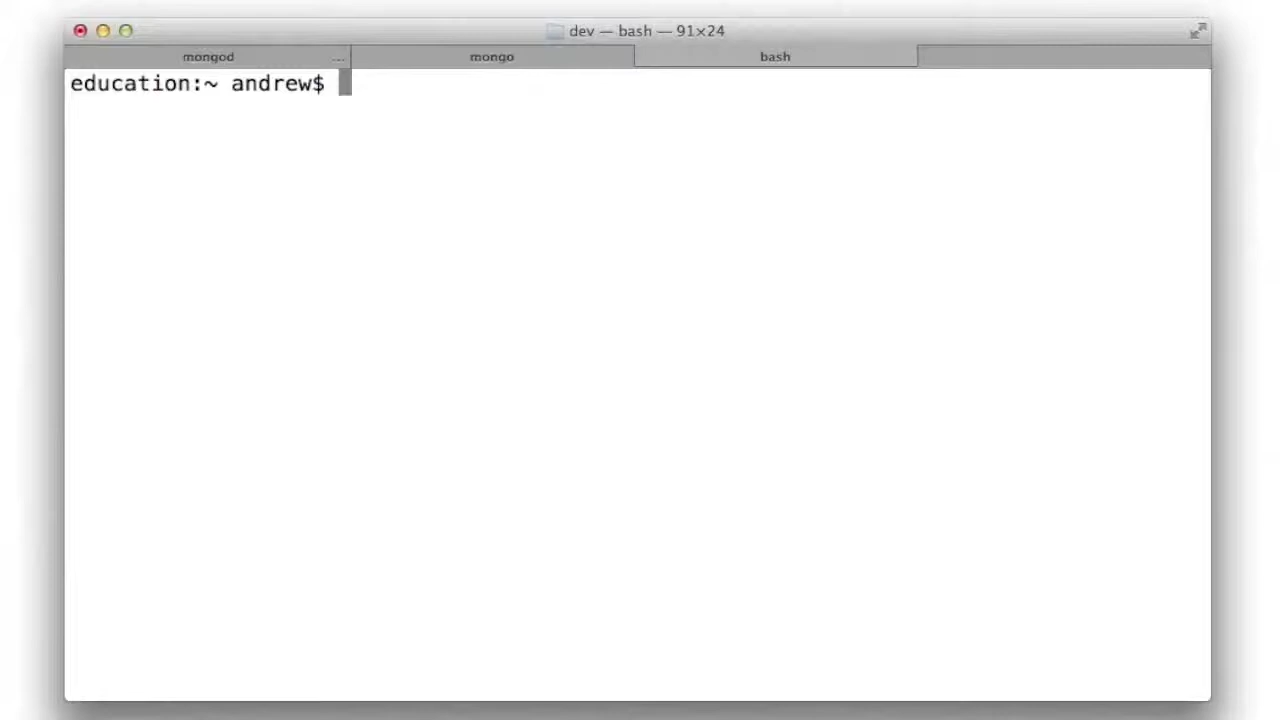 dev — bash — 91×24
mongod ... mongo bash
education:~ andrew$